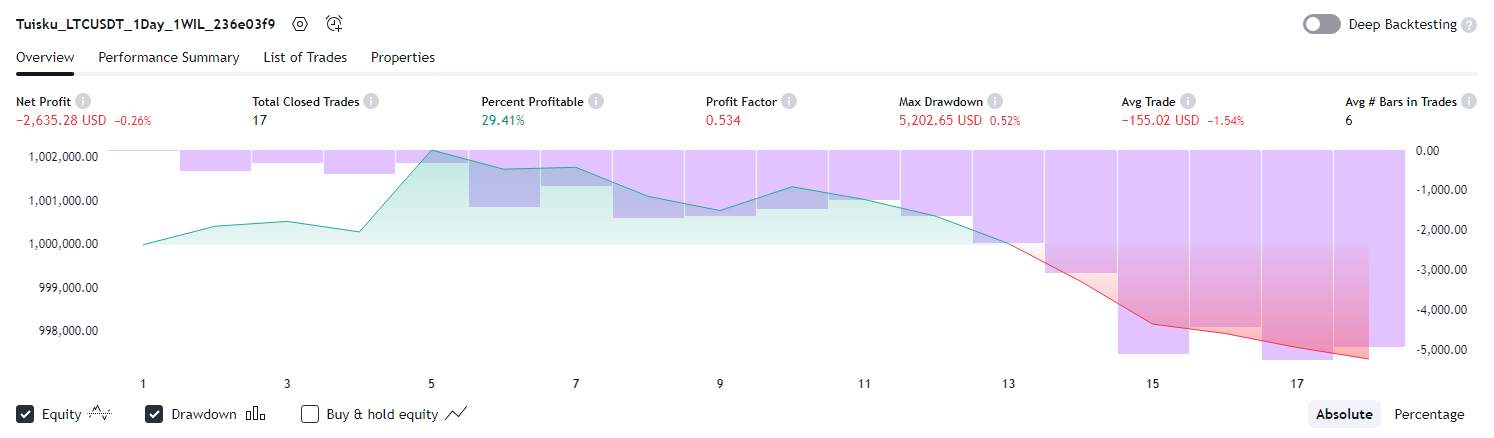 Tuisku_LTCUSDT_1Day_1WIL_236e03f9 Deep Backtesting
Overview Performance Summary List of Trades Properties
Net Profit Total Closed Trades Percent Profitable Profit Factor Max Drawdown Avg Trade Avg # Bars in Trades
−2,635.28 USD −0.26% 17 29.41% 0.534 5,202.65 USD 0.52% −155.02 USD −1.54% 6
1,002,000.00 0.00
1,001,000.00 -1,000.00
1,000,000.00 -2,000.00
999,000.00 -3,000.00
998,000.00 -4,000.00
-5,000.00
1 3 5 7 9 11 13 15 17
Equity Drawdown Buy & hold equity Absolute Percentage